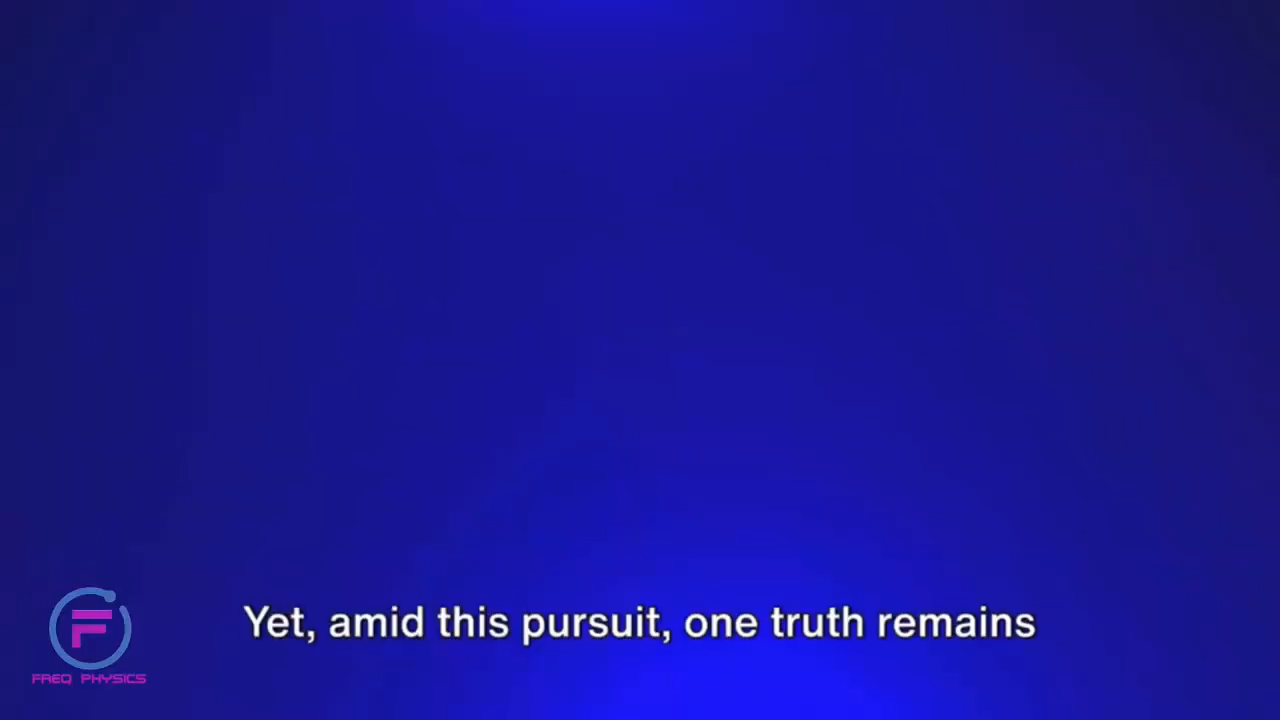 Yet, amid this pursuit, one truth remains
F
FREQ PHYSICS